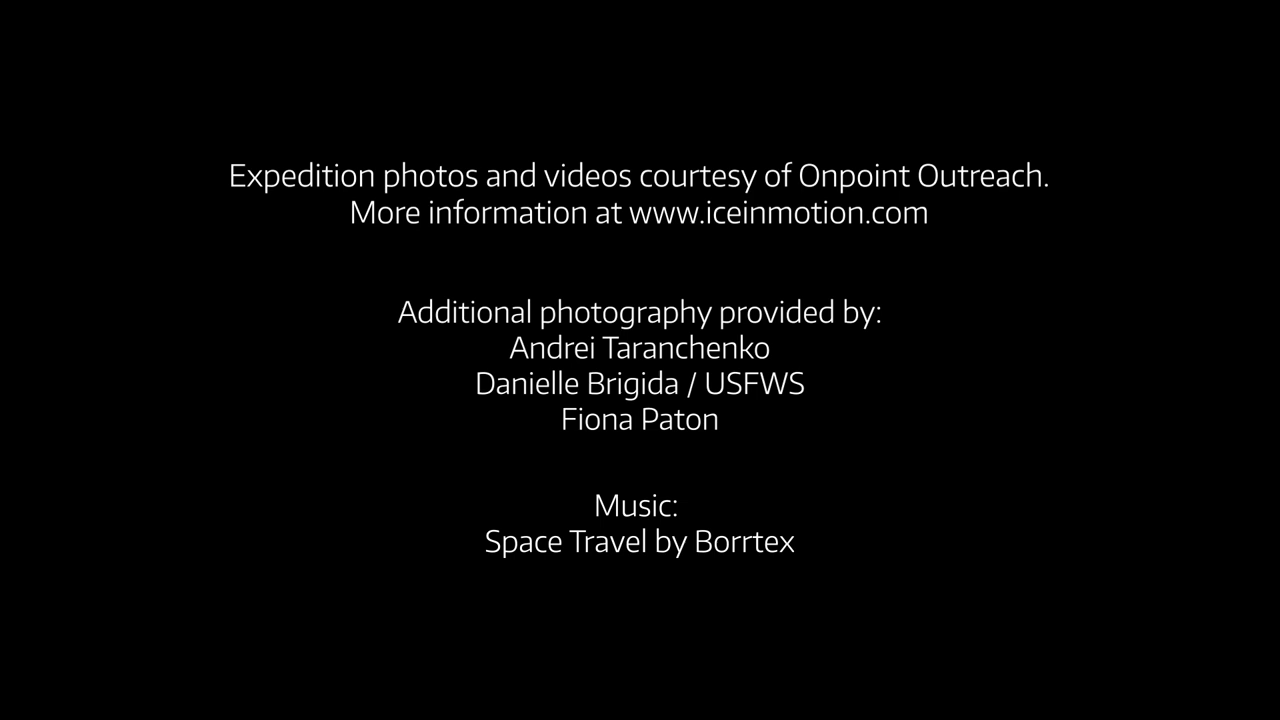 Expedition photos and videos courtesy of Onpoint Outreach.
More information at www.iceinmotion.com
Additional photography provided by:
Andrei Taranchenko
Danielle Brigida / USFWS
Fiona Paton
Music:
Space Travel by Borrtex